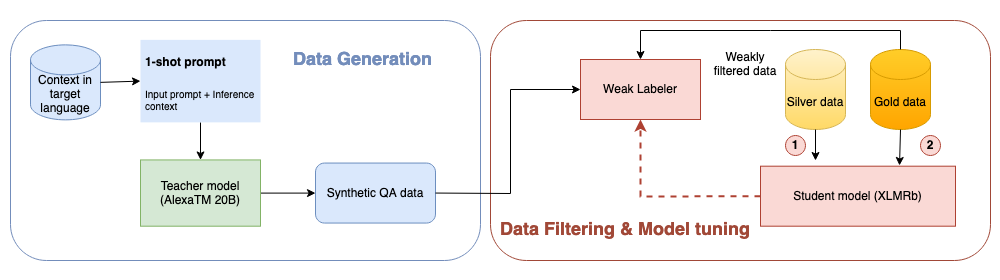 Data Generation
Context in
target
language
1-shot prompt
Input prompt + Inference
context
Teacher model
(AlexaTM 20B)
Synthetic QA data
Weak Labeler
Weakly
filtered data
Silver data
Gold data
1
2
Student model (XLMRb)
Data Filtering & Model tuning